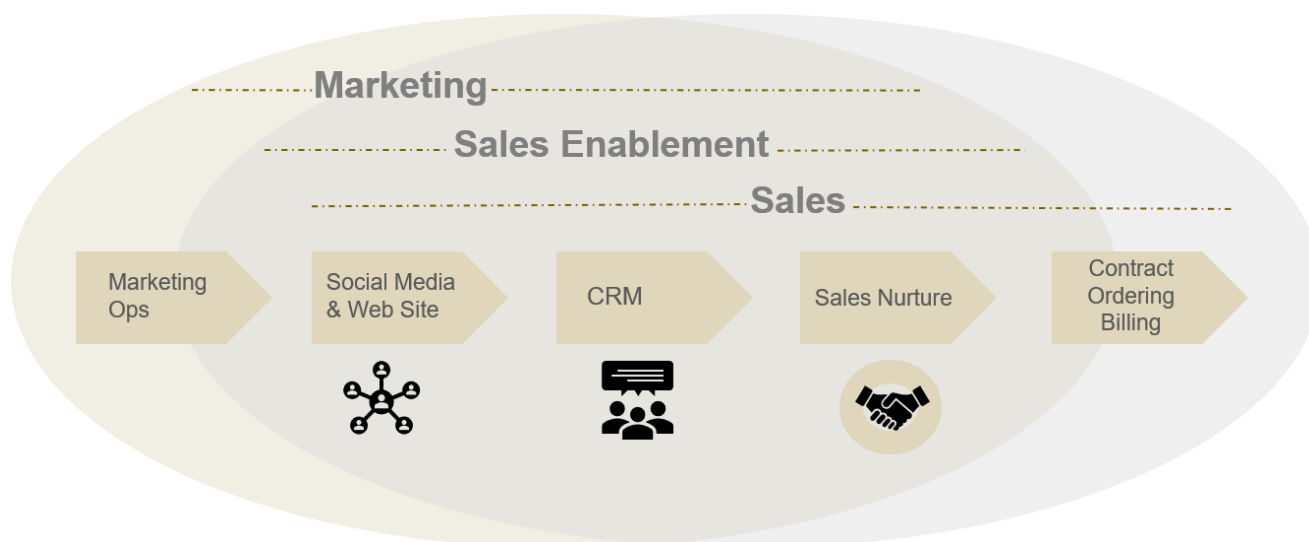 Marketing
Sales Enablement
Sales
Marketing
Ops
Social Media
& Web Site
CRM
Sales Nurture
Contract
Ordering
Billing